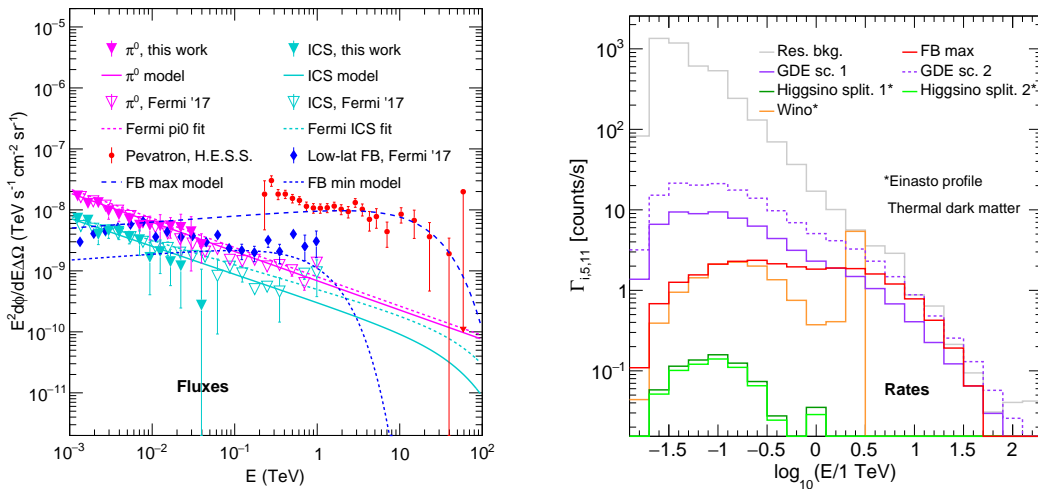 10⁻⁵
10⁻⁶
10⁻⁷
10⁻⁸
10⁻⁹
10⁻¹⁰
10⁻¹¹
E²dφ/dEdΔΩ (TeV s⁻¹ cm⁻² sr⁻¹)
π⁰, this work
ICS, this work
π⁰ model
ICS model
π⁰, Fermi '17
ICS, Fermi '17
Fermi pi0 fit
Fermi ICS fit
Pevatron, H.E.S.S.
Low-lat FB, Fermi '17
FB max model
FB min model
Fluxes
10⁻³ 10⁻² 10⁻¹ 1 10 10²
E (TeV)
10³
10²
10
1
10⁻¹
Γᵢ,₅,₁₁ [counts/s]
Res. bkg.
FB max
GDE sc. 1
GDE sc. 2
Higgsino split. 1*
Higgsino split. 2*
Wino*
*Einasto profile
Thermal dark matter
Rates
−1.5 −1 −0.5 0 0.5 1 1.5 2
log₁₀(E/1 TeV)